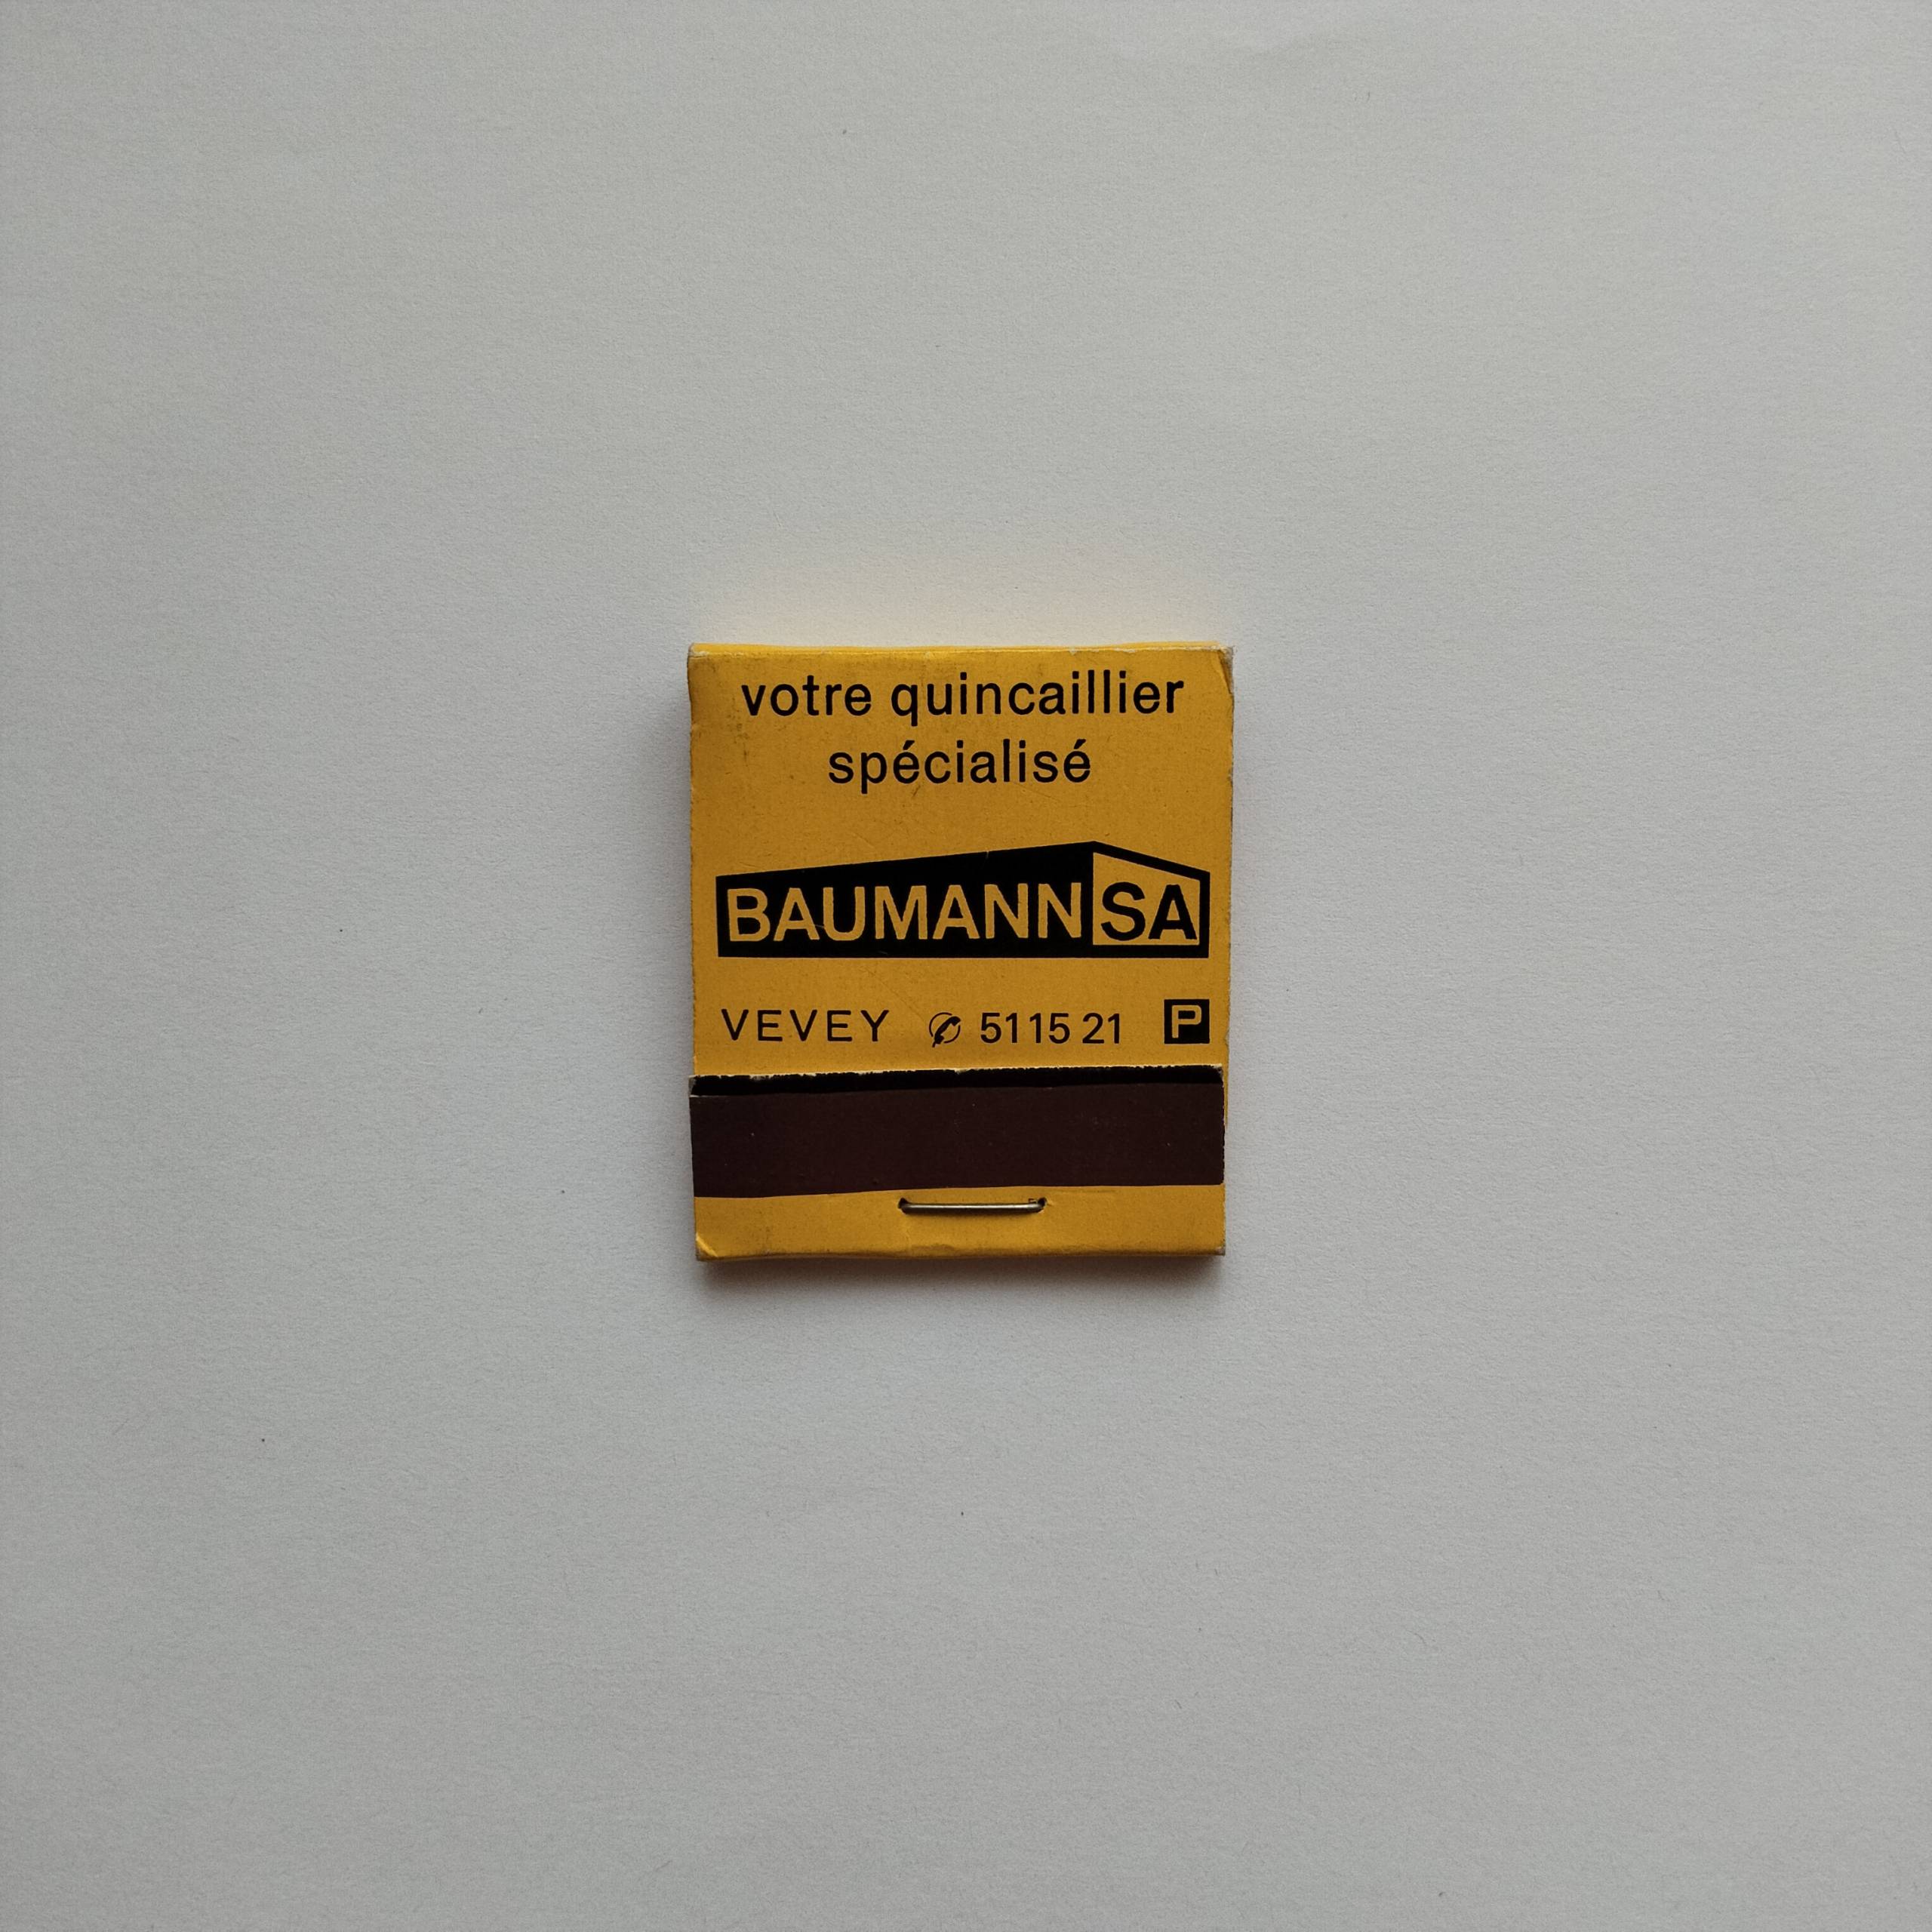 votre quincaillier
spécialisé
BAUMANN SA
VEVEY 51 15 21 P